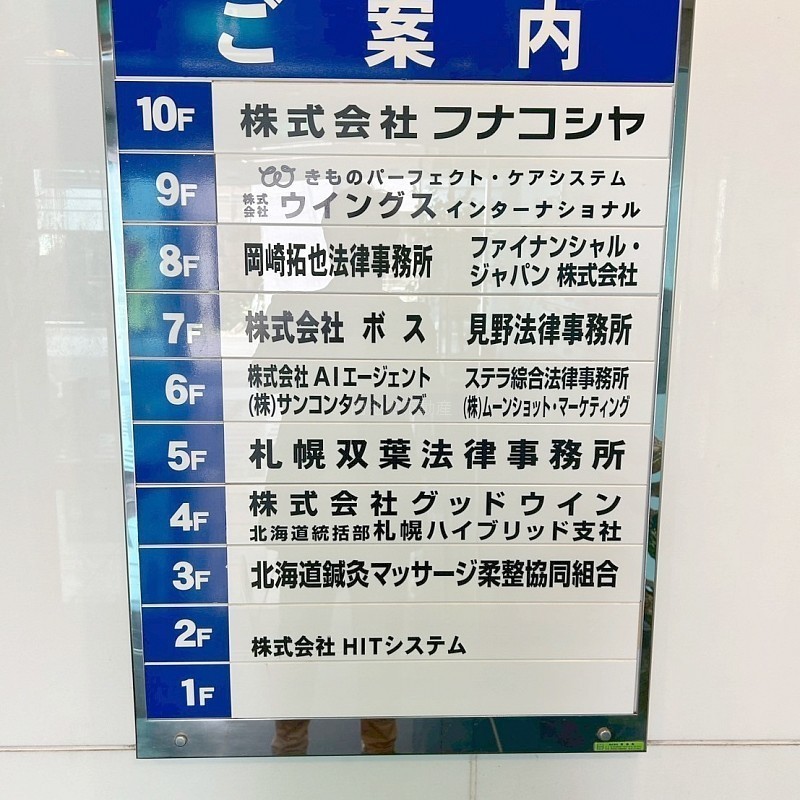 ご案内
10F 株式会社 フナコシヤ
9F きものパーフェクト・ケアシステム
株式会社 ウイングス インターナショナル
8F 岡崎拓也法律事務所 ファイナンシャル・
ジャパン 株式会社
7F 株式会社 ボス 見野法律事務所
6F 株式会社 AIエージェント ステラ綜合法律事務所
(株)サンコンタクトレンズ (株)ムーンショット・マーケティング
5F 札幌双葉法律事務所
4F 株式会社グッドウイン
北海道統括部 札幌ハイブリッド支社
3F 北海道鍼灸マッサージ柔整協同組合
2F 株式会社 HITシステム
1F